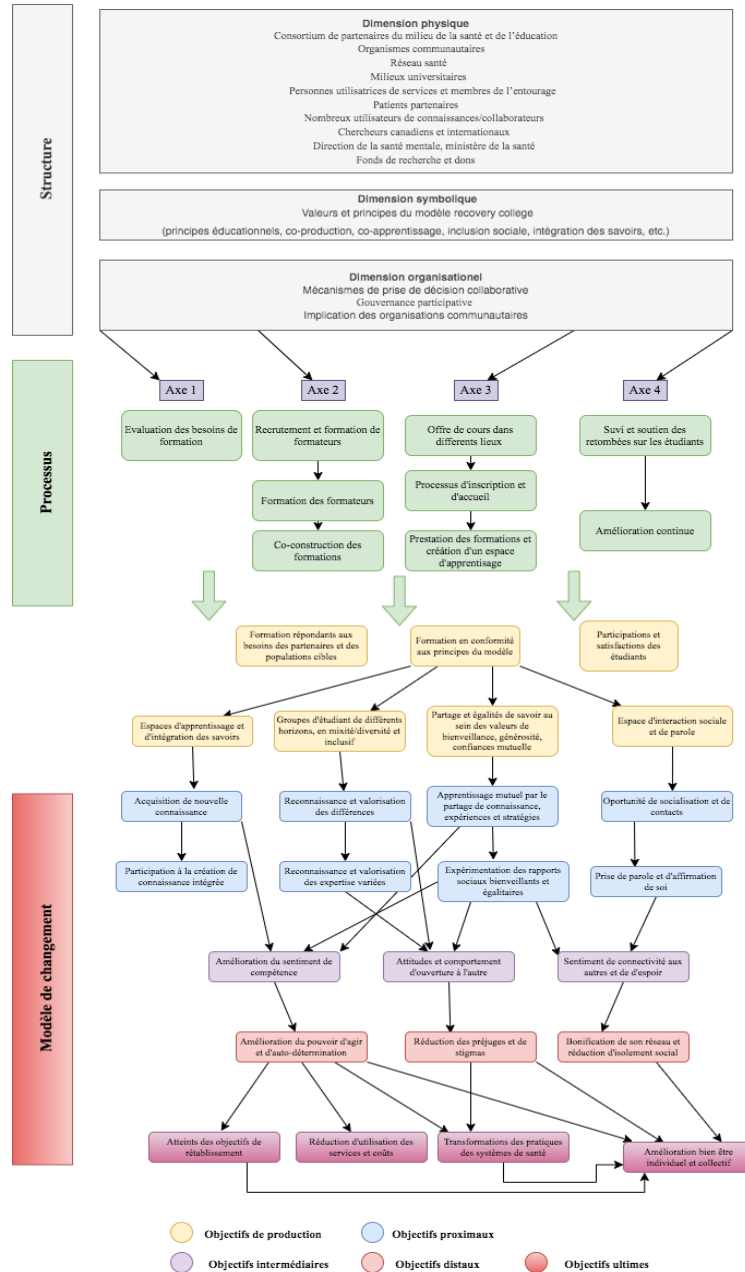 Structure
Dimension physique
Consortium de partenaires du milieu de la santé et de l'éducation
Organismes communautaires
Réseau santé
Milieux universitaires
Personnes utilisatrices de services et membres de l'entourage
Patients partenaires
Nombreux utilisateurs de connaissances/collaborateurs
Chercheurs canadiens et internationaux
Direction de la santé mentale, ministère de la santé
Fonds de recherche et dons
Dimension symbolique
Valeurs et principes du modèle recovery college
(principes éducationnels, co-production, co-apprentissage, inclusion sociale, intégration des savoirs, etc.)
Dimension organisationel
Mécanismes de prise de décision collaborative
Gouvernance participative
Implication des organisations communautaires
Processus
Axe 1
Axe 2
Axe 3
Axe 4
Evaluation des besoins de
formation
Recrutement et formation de
formateurs
Offre de cours dans
differents lieux
Suvi et soutien des
retombées sur les étudiants
Formation des formateurs
Processus d'inscription et
d'accueil
Amélioration continue
Co-construction des
formations
Prestation des formations et
création d'un espace
d'apprentisage
Formation répondants aux
besoins des partenaires et des
populations cibles
Formation en conformité
aux principes du modèle
Participations et
satisfactions des
étudiants
Modèle de changement
Espaces d'apprentissage et
d'intégration des savoirs
Groupes d'étudiant de différents
horizons, en mixité/diversité et
inclusif
Partage et égalités de savoir au
sein des valeurs de
bienveillance, générosité,
confiances mutuelle
Espace d'interaction sociale
et de parole
Acquisition de nouvelle
connaissance
Reconnaissance et valorisation
des différences
Apprentissage mutuel par le
partage de connaissance,
expériences et stratégies
Oportunité de socialisation et de
contacts
Participation à la création de
connaissance intégrée
Reconnaissance et valorisation
des expertise variées
Expérimentation des rapports
sociaux bienveillants et
égalitaires
Prise de parole et d'affirmation
de soi
Amélioration du sentiment de
compétence
Attitudes et comportement
d'ouverture à l'autre
Sentiment de connectivité aux
autres et de d'espoir
Amélioration du pouvoir d'agir
et d'auto-détermination
Réduction des préjuges et de
stigmas
Bonification de son réseau et
réduction d'isolement social
Atteints des objectifs de
rétablissement
Réduction d'utilisation des
services et coûts
Transformations des pratiques
des systèmes de santé
Amélioration bien être
individuel et collectif
Objectifs de production
Objectifs proximaux
Objectifs intermédiaires
Objectifs distaux
Objectifs ultimes